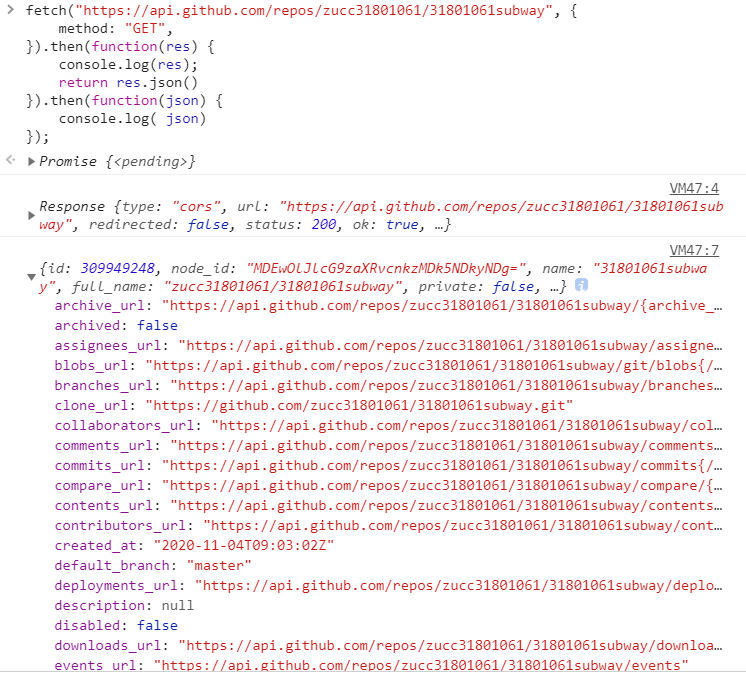 fetch("https://api.github.com/repos/zucc31801061/31801061subway", {
    method: "GET",
}).then(function(res) {
    console.log(res);
    return res.json()
}).then(function(json) {
    console.log( json)
});
Promise {<pending>}
VM47:4
Response {type: "cors", url: "https://api.github.com/repos/zucc31801061/31801061sub
way", redirected: false, status: 200, ok: true, …}
VM47:7
{id: 309949248, node_id: "MDEwOlJlcG9zaXRvcnkzMDk5NDkyNDg=", name: "31801061subwa
y", full_name: "zucc31801061/31801061subway", private: false, …}
archive_url: "https://api.github.com/repos/zucc31801061/31801061subway/{archive_…
archived: false
assignees_url: "https://api.github.com/repos/zucc31801061/31801061subway/assigne…
blobs_url: "https://api.github.com/repos/zucc31801061/31801061subway/git/blobs{/…
branches_url: "https://api.github.com/repos/zucc31801061/31801061subway/branches…
clone_url: "https://github.com/zucc31801061/31801061subway.git"
collaborators_url: "https://api.github.com/repos/zucc31801061/31801061subway/col…
comments_url: "https://api.github.com/repos/zucc31801061/31801061subway/comments…
commits_url: "https://api.github.com/repos/zucc31801061/31801061subway/commits{/…
compare_url: "https://api.github.com/repos/zucc31801061/31801061subway/compare/{…
contents_url: "https://api.github.com/repos/zucc31801061/31801061subway/contents…
contributors_url: "https://api.github.com/repos/zucc31801061/31801061subway/cont…
created_at: "2020-11-04T09:03:02Z"
default_branch: "master"
deployments_url: "https://api.github.com/repos/zucc31801061/31801061subway/deplo…
description: null
disabled: false
downloads_url: "https://api.github.com/repos/zucc31801061/31801061subway/downloa…
events_url: "https://api.github.com/repos/zucc31801061/31801061subway/events"